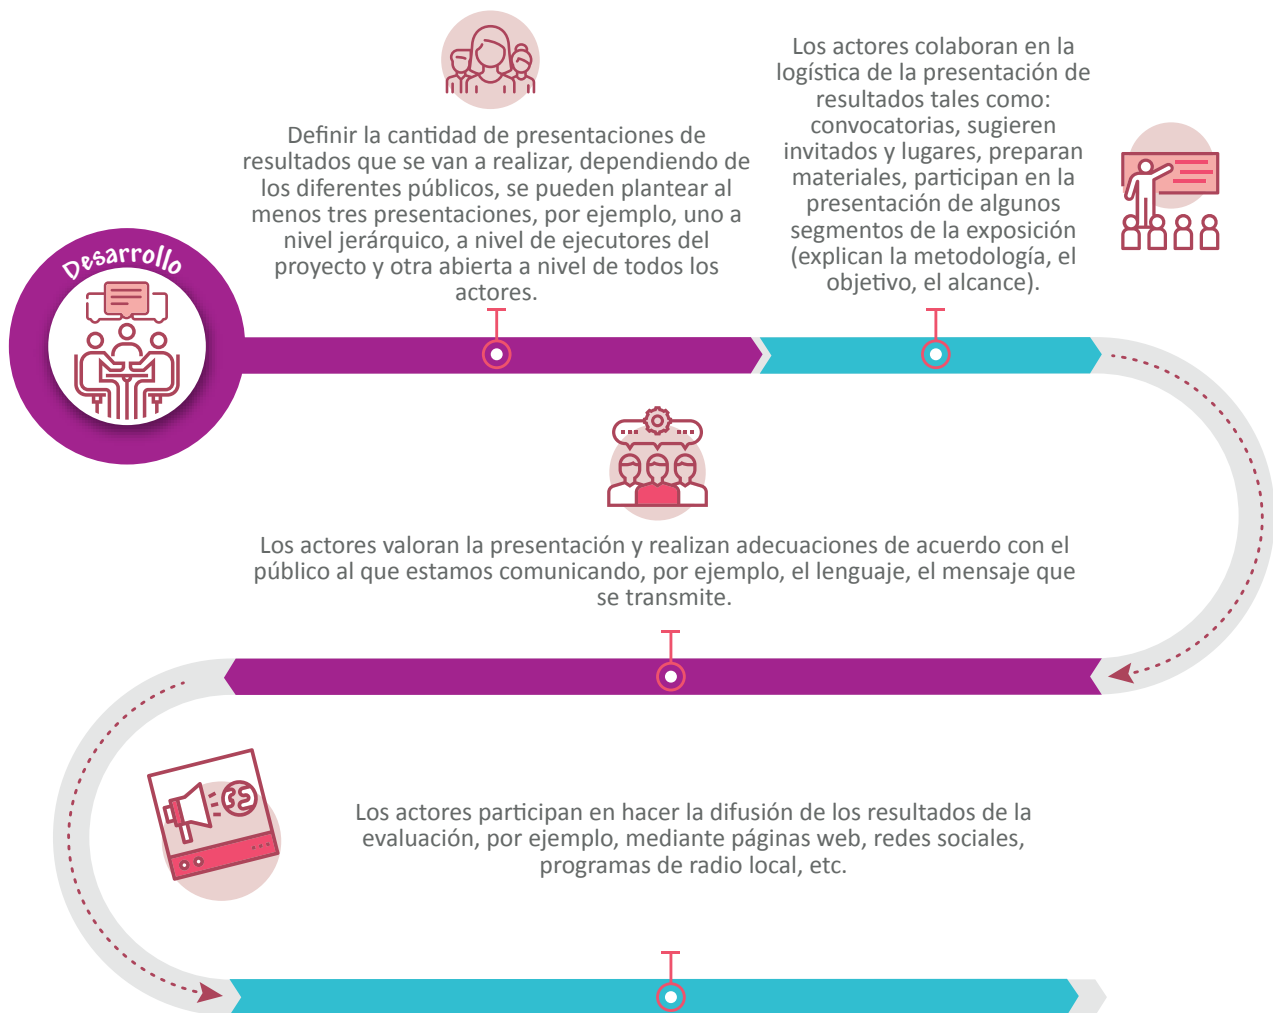 Desarrollo
Definir la cantidad de presentaciones de
resultados que se van a realizar, dependiendo de
los diferentes públicos, se pueden plantear al
menos tres presentaciones, por ejemplo, uno a
nivel jerárquico, a nivel de ejecutores del
proyecto y otra abierta a nivel de todos los
actores.
Los actores colaboran en la
logística de la presentación de
resultados tales como:
convocatorias, sugieren
invitados y lugares, preparan
materiales, participan en la
presentación de algunos
segmentos de la exposición
(explican la metodología, el
objetivo, el alcance).
Los actores valoran la presentación y realizan adecuaciones de acuerdo con el
público al que estamos comunicando, por ejemplo, el lenguaje, el mensaje que
se transmite.
Los actores participan en hacer la difusión de los resultados de la
evaluación, por ejemplo, mediante páginas web, redes sociales,
programas de radio local, etc.